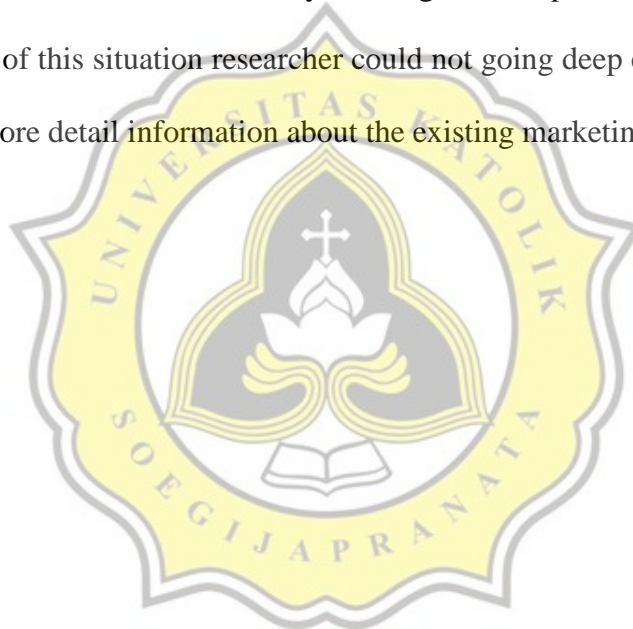 of this situation researcher could not going deep
ore detail information about the existing marketin
UNIVERSITAS KATOLIK
SOEGIJAPRANATA